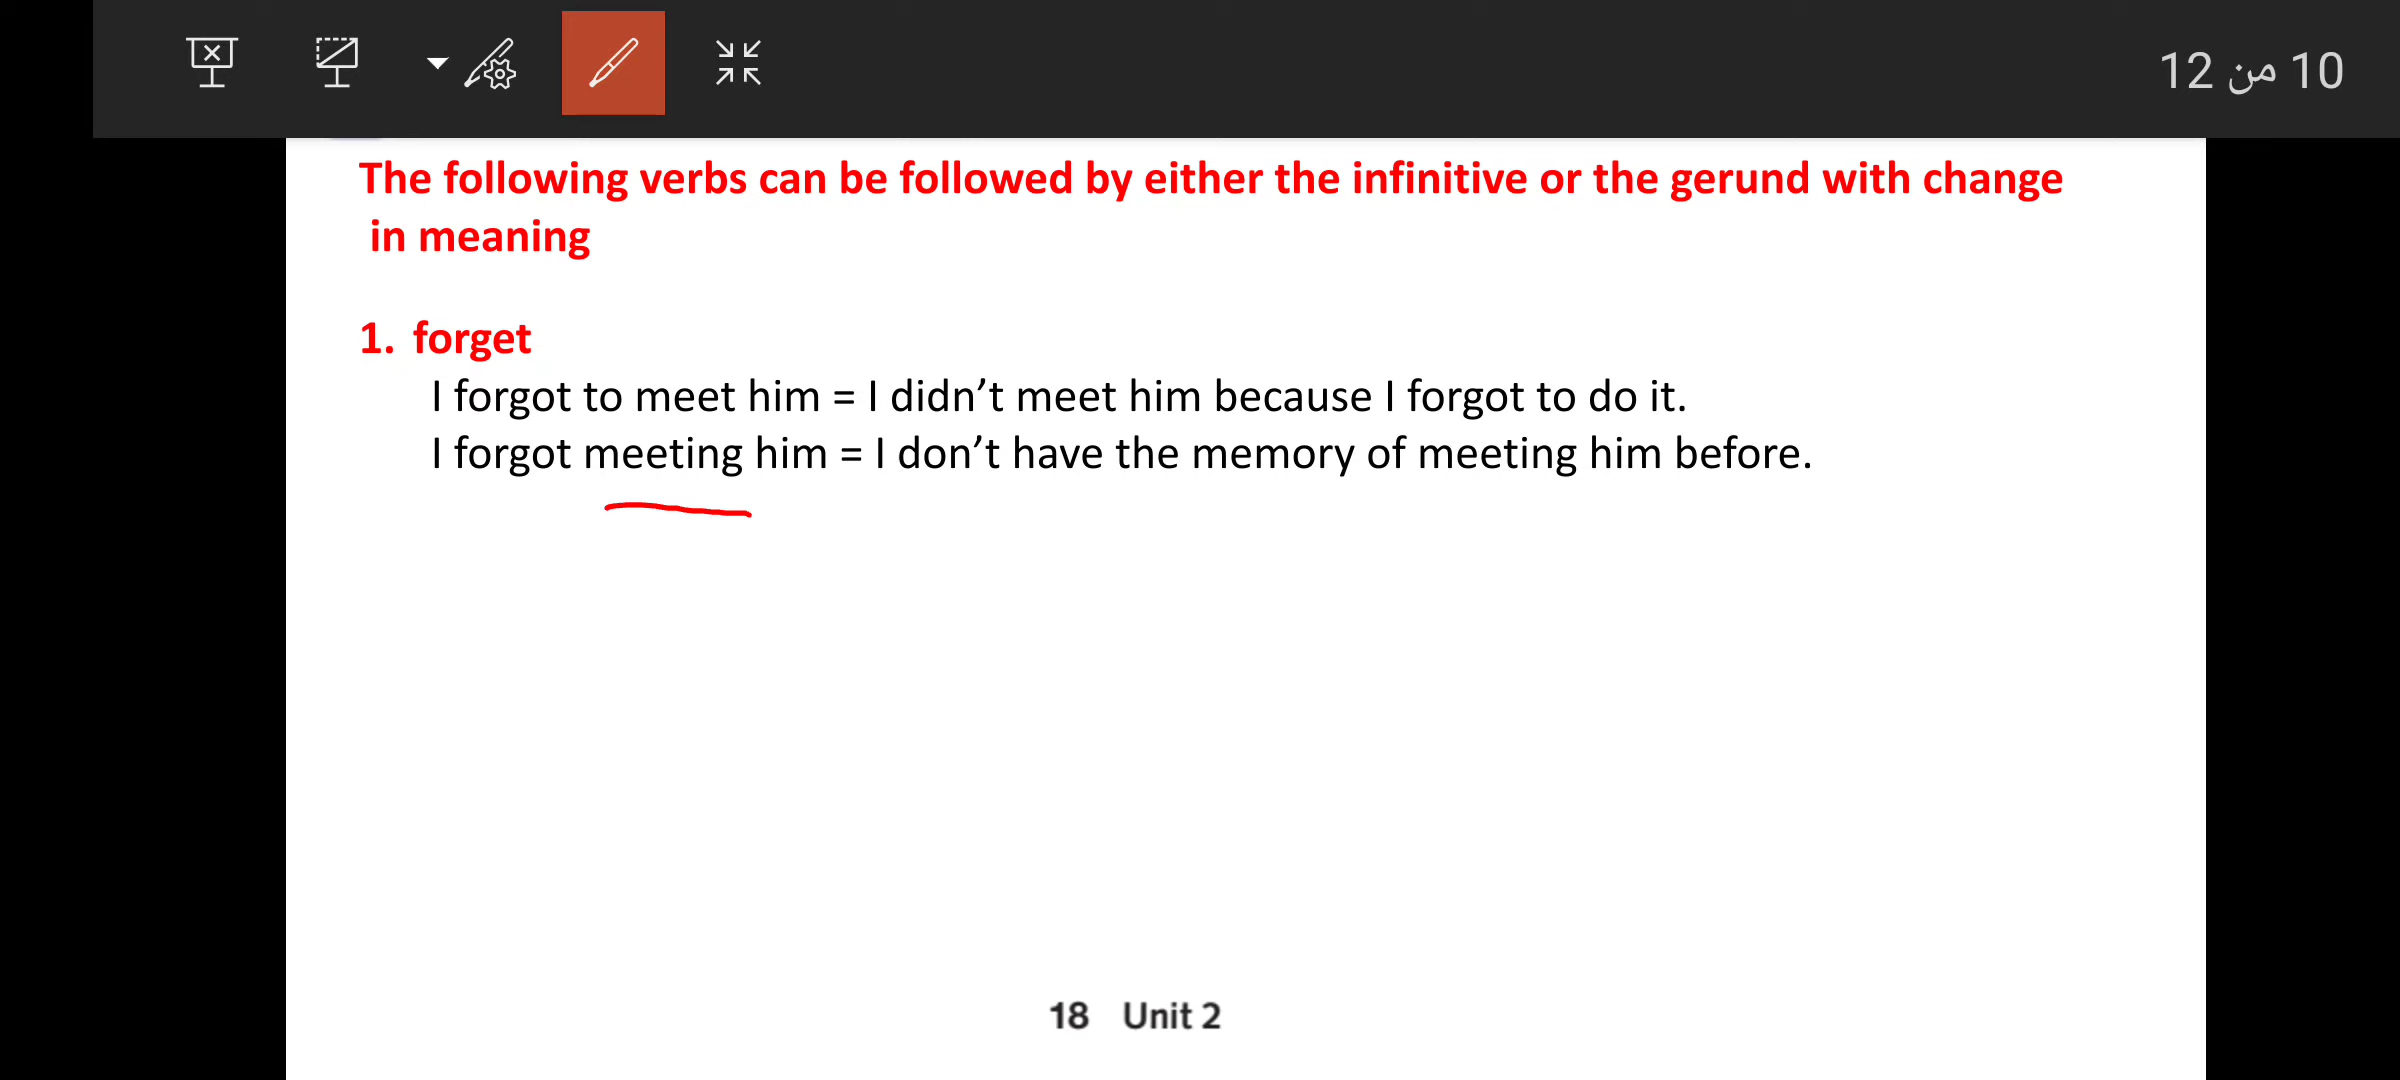 10 من 12
The following verbs can be followed by either the infinitive or the gerund with change
in meaning
1. forget
I forgot to meet him = I didn’t meet him because I forgot to do it.
I forgot meeting him = I don’t have the memory of meeting him before.
18 Unit 2